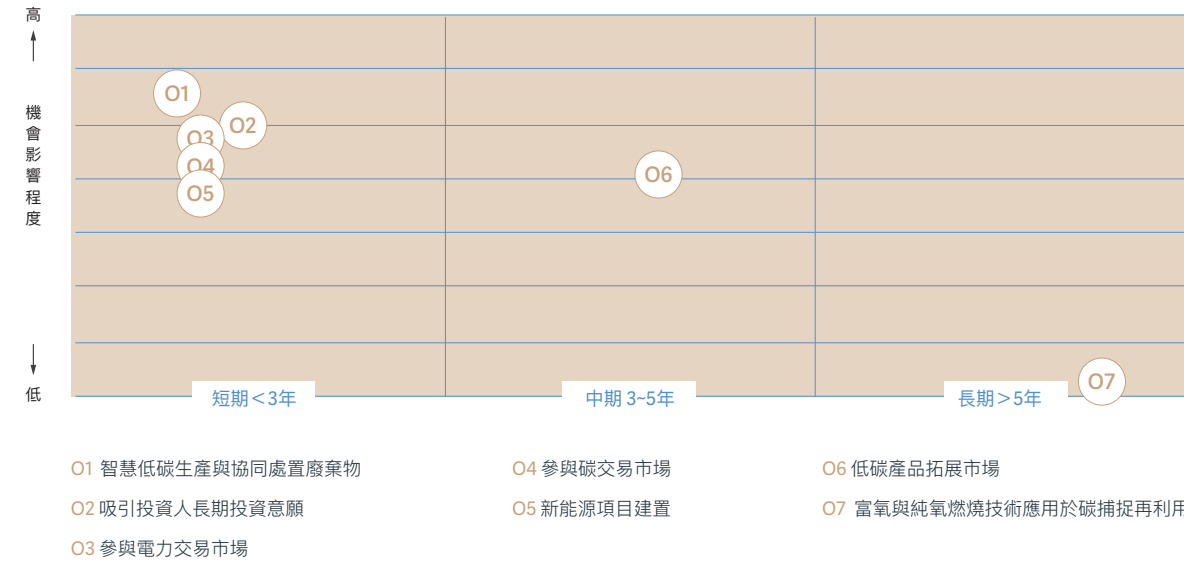 高
機會影響程度
低
O1
O2
O3
O4
O5
O6
O7
短期<3年
中期 3~5年
長期>5年
O1 智慧低碳生產與協同處置廢棄物
O2 吸引投資人長期投資意願
O3 參與電力交易市場
O4 參與碳交易市場
O5 新能源項目建置
O6 低碳產品拓展市場
O7 富氧與純氧燃燒技術應用於碳捕捉再利用